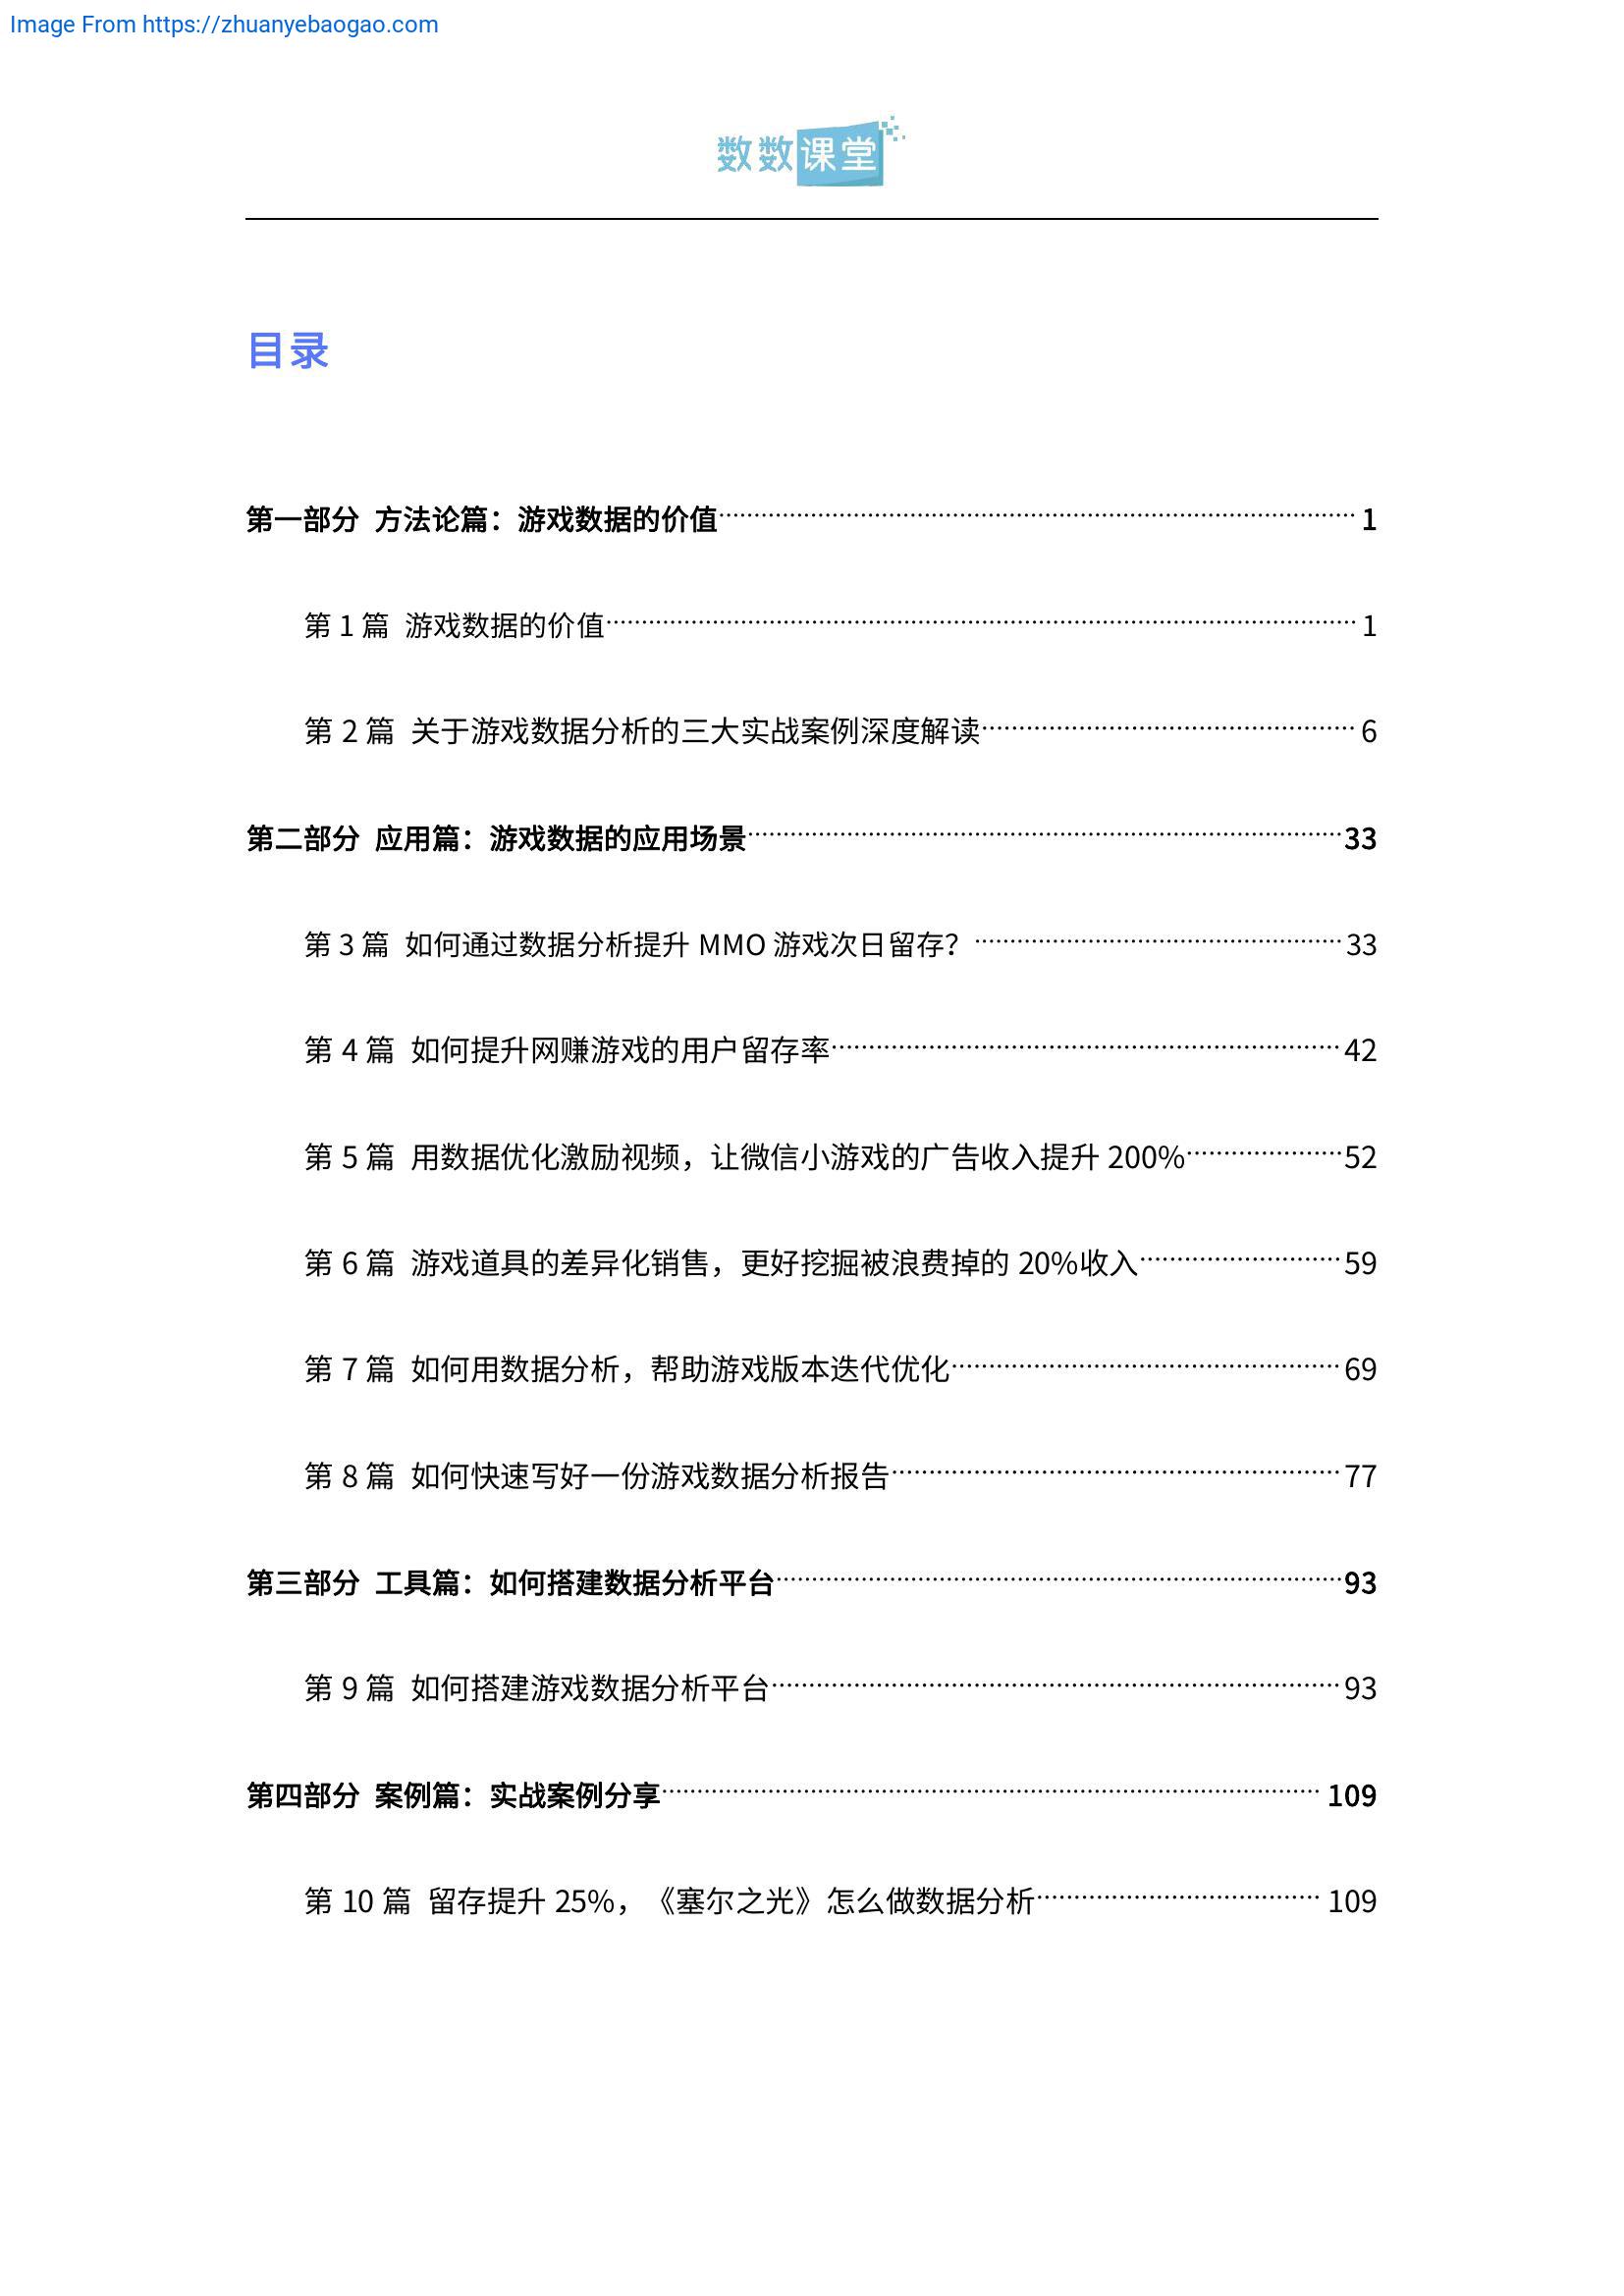 Image From https://zhuanyebaogao.com
数数课堂
目录
第一部分 方法论篇：游戏数据的价值 1
第 1 篇 游戏数据的价值 1
第 2 篇 关于游戏数据分析的三大实战案例深度解读 6
第二部分 应用篇：游戏数据的应用场景 33
第 3 篇 如何通过数据分析提升 MMO 游戏次日留存？ 33
第 4 篇 如何提升网赚游戏的用户留存率 42
第 5 篇 用数据优化激励视频，让微信小游戏的广告收入提升 200% 52
第 6 篇 游戏道具的差异化销售，更好挖掘被浪费掉的 20%收入 59
第 7 篇 如何用数据分析，帮助游戏版本迭代优化 69
第 8 篇 如何快速写好一份游戏数据分析报告 77
第三部分 工具篇：如何搭建数据分析平台 93
第 9 篇 如何搭建游戏数据分析平台 93
第四部分 案例篇：实战案例分享 109
第 10 篇 留存提升 25%，《塞尔之光》怎么做数据分析 109